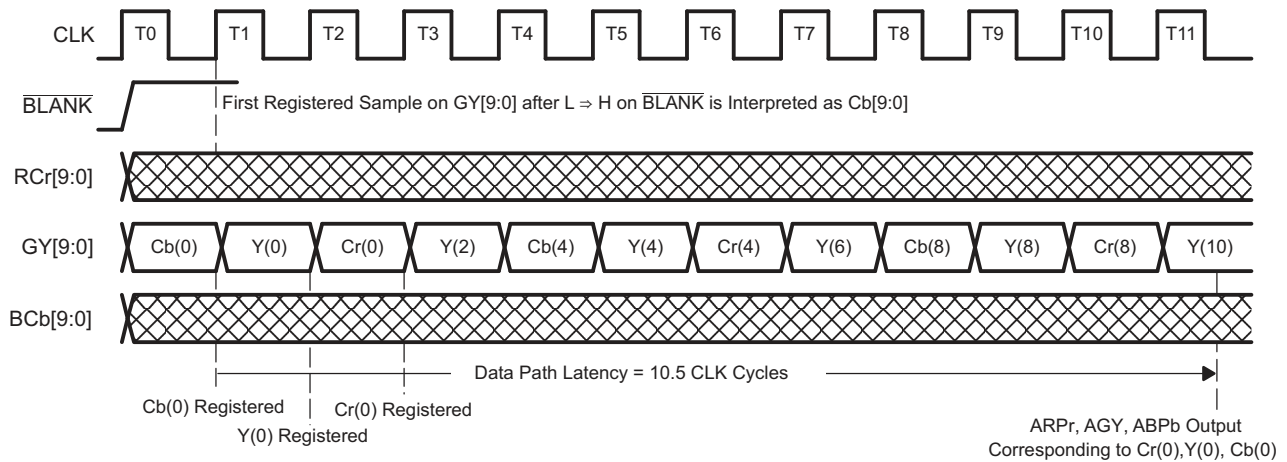 CLK T0 T1 T2 T3 T4 T5 T6 T7 T8 T9 T10 T11
BLANK First Registered Sample on GY[9:0] after L ⇒ H on BLANK is Interpreted as Cb[9:0]
RCr[9:0]
GY[9:0] Cb(0) Y(0) Cr(0) Y(2) Cb(4) Y(4) Cr(4) Y(6) Cb(8) Y(8) Cr(8) Y(10)
BCb[9:0]
Data Path Latency = 10.5 CLK Cycles
Cb(0) Registered Cr(0) Registered
Y(0) Registered
ARPr, AGY, ABPb Output
Corresponding to Cr(0),Y(0), Cb(0)